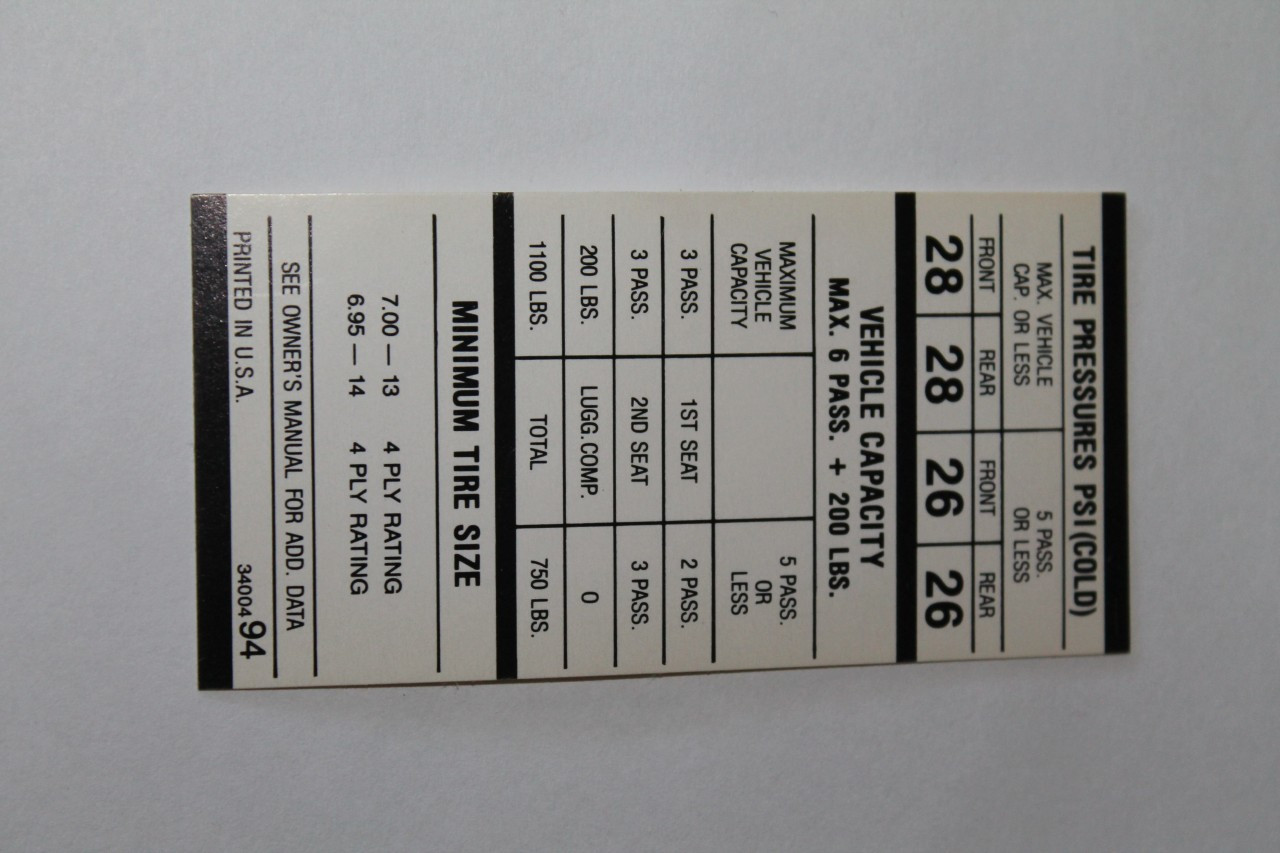 TIRE PRESSURES PSI (COLD)
MAX. VEHICLE CAP. OR LESS
5 PASS. OR LESS
FRONT REAR FRONT REAR
28 28 26 26
VEHICLE CAPACITY
MAX. 6 PASS. + 200 LBS.
MAXIMUM VEHICLE CAPACITY
5 PASS. OR LESS
3 PASS. 1ST SEAT 2 PASS.
3 PASS. 2ND SEAT 3 PASS.
200 LBS. LUGG. COMP. 0
1100 LBS. TOTAL 750 LBS.
MINIMUM TIRE SIZE
7.00 — 13 4 PLY RATING
6.95 — 14 4 PLY RATING
SEE OWNER'S MANUAL FOR ADD. DATA
PRINTED IN U.S.A. 3400494